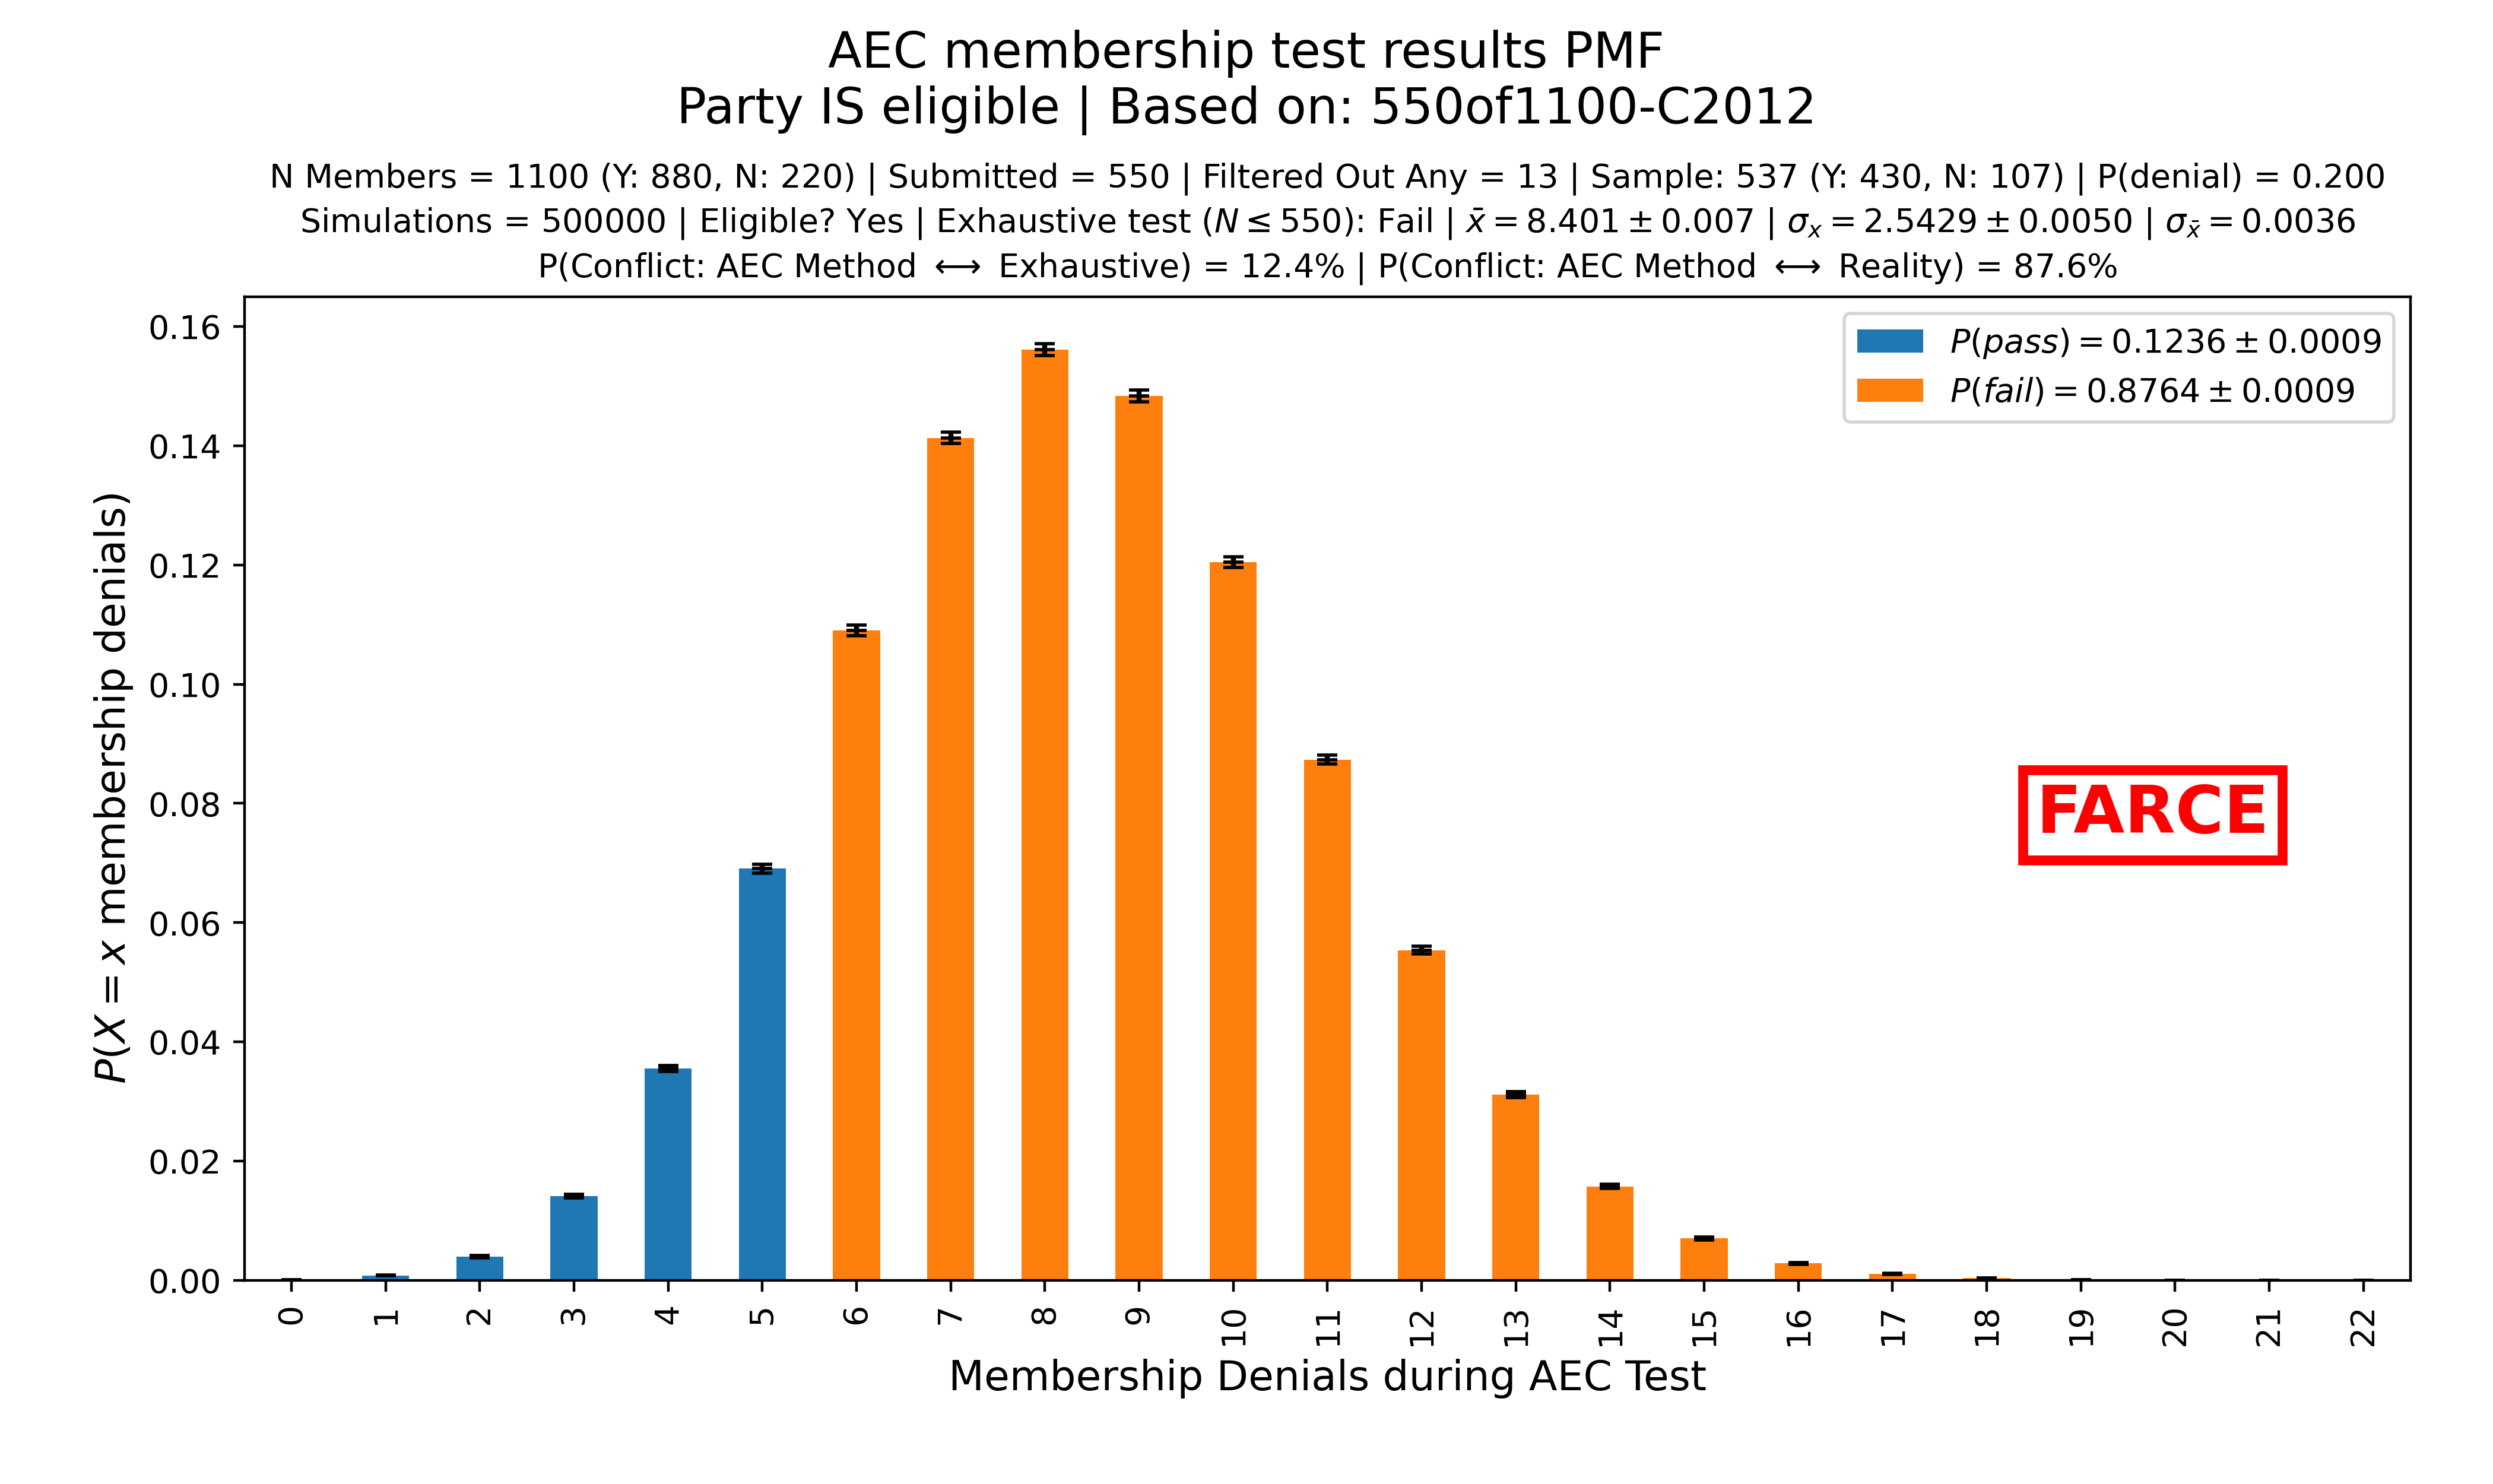 AEC membership test results PMF
Party IS eligible | Based on: 550of1100-C2012
N Members = 1100 (Y: 880, N: 220) | Submitted = 550 | Filtered Out Any = 13 | Sample: 537 (Y: 430, N: 107) | P(denial) = 0.200
Simulations = 500000 | Eligible? Yes | Exhaustive test (N ≤ 550): Fail | x̄ = 8.401 ± 0.007 | σₓ = 2.5429 ± 0.0050 | σ_x̄ = 0.0036
P(Conflict: AEC Method ⟷ Exhaustive) = 12.4% | P(Conflict: AEC Method ⟷ Reality) = 87.6%
P(pass) = 0.1236 ± 0.0009
P(fail) = 0.8764 ± 0.0009
P(X = x membership denials)
0.16
0.14
0.12
0.10
0.08
0.06
0.04
0.02
0.00
FARCE
0 1 2 3 4 5 6 7 8 9 10 11 12 13 14 15 16 17 18 19 20 21 22
Membership Denials during AEC Test